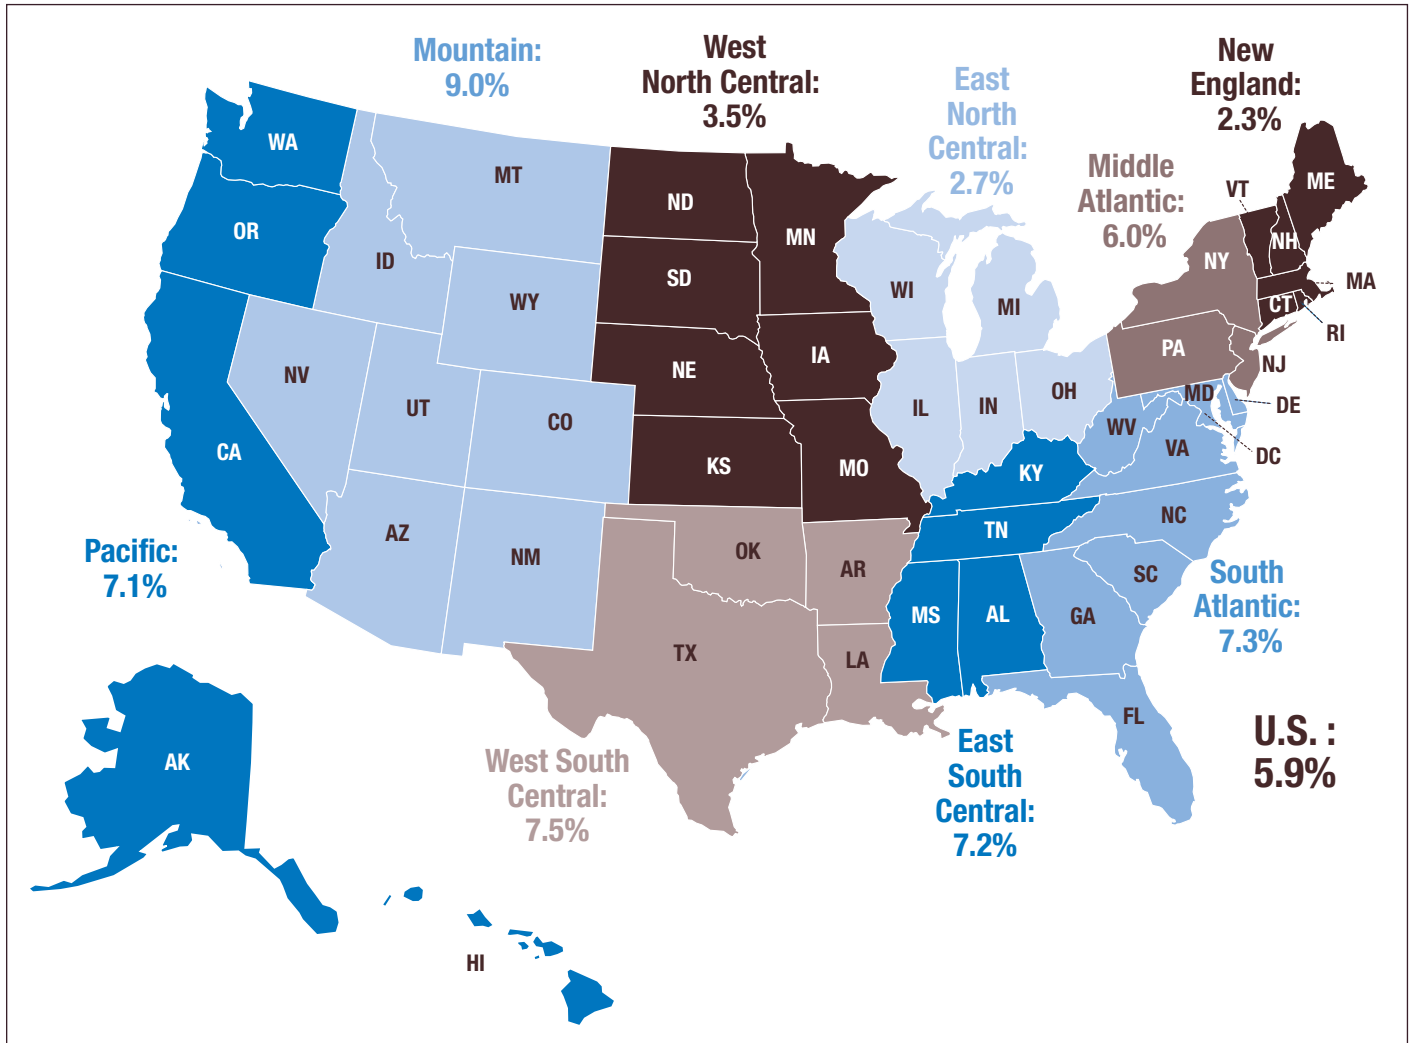 Mountain:
9.0%
West
North Central:
3.5%
East
North
Central:
2.7%
New
England:
2.3%
Middle
Atlantic:
6.0%
WA
OR
CA
ID
MT
WY
NV
UT
CO
AZ
NM
ND
SD
NE
KS
MN
IA
MO
WI
MI
IL
IN
OH
VT
ME
NH
NY
MA
CT
RI
PA
NJ
MD
DE
DC
WV
VA
KY
NC
TN
SC
GA
MS
AL
FL
OK
AR
TX
LA
Pacific:
7.1%
South
Atlantic:
7.3%
U.S. :
5.9%
West South
Central:
7.5%
East
South
Central:
7.2%
AK
HI